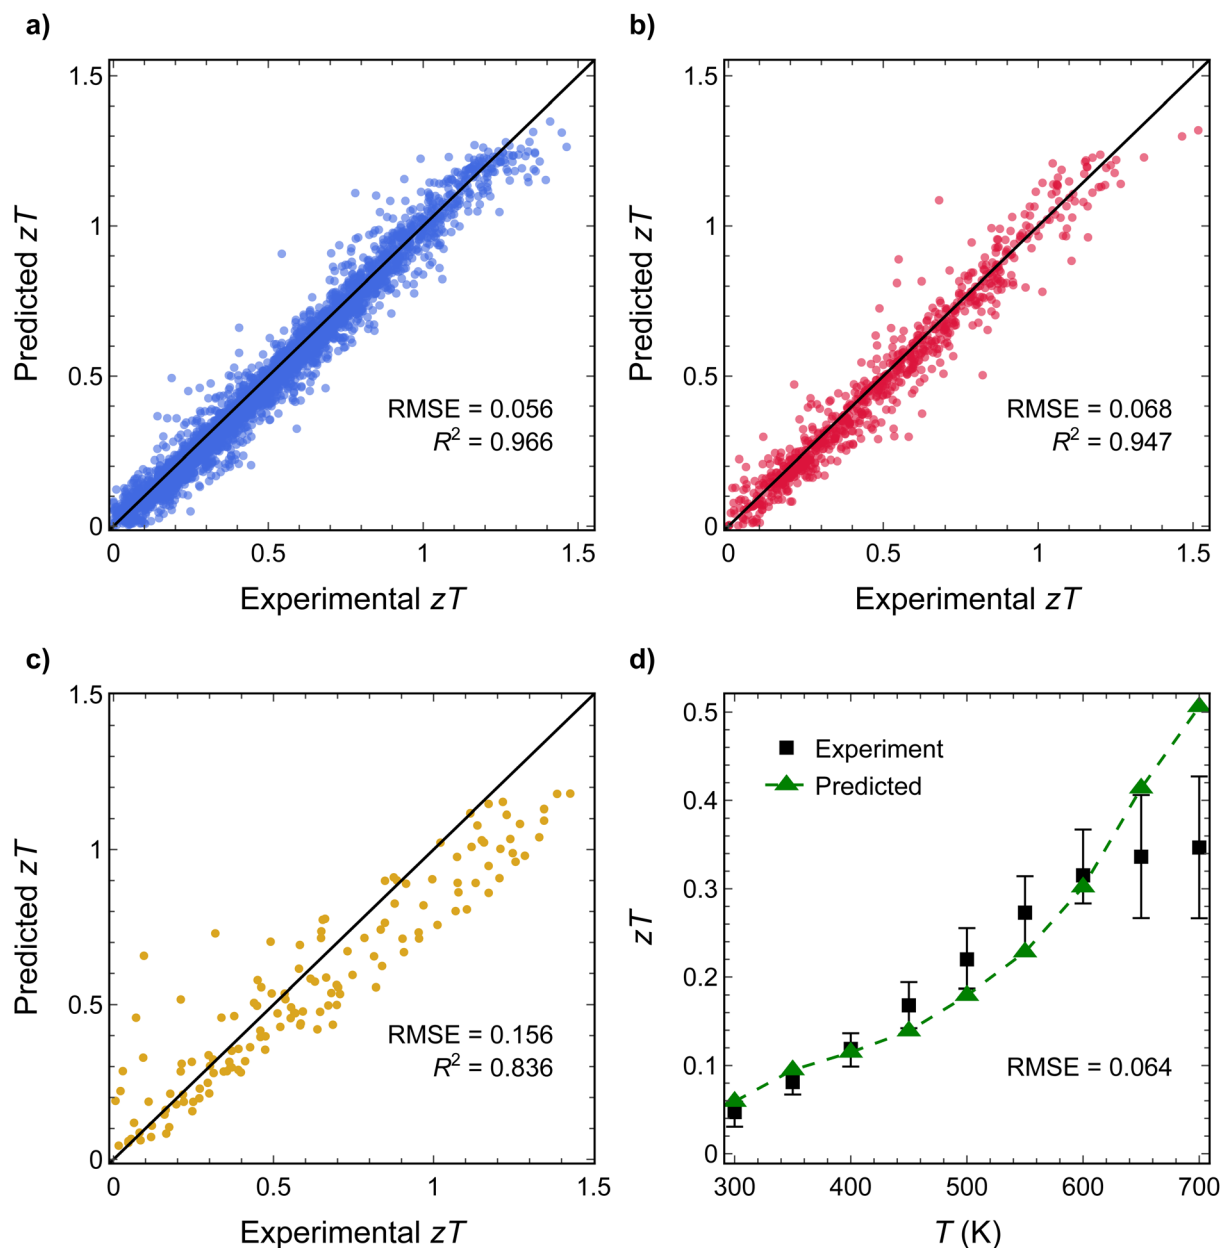 a)
1.5
1
0.5
0
Predicted zT
RMSE = 0.056
R² = 0.966
0
0.5
1
1.5
Experimental zT
b)
1.5
1
0.5
0
Predicted zT
RMSE = 0.068
R² = 0.947
0
0.5
1
1.5
Experimental zT
c)
1.5
1
0.5
0
Predicted zT
RMSE = 0.156
R² = 0.836
0
0.5
1
1.5
Experimental zT
d)
0.5
0.4
0.3
0.2
0.1
0
zT
Experiment
Predicted
RMSE = 0.064
300
400
500
600
700
T (K)